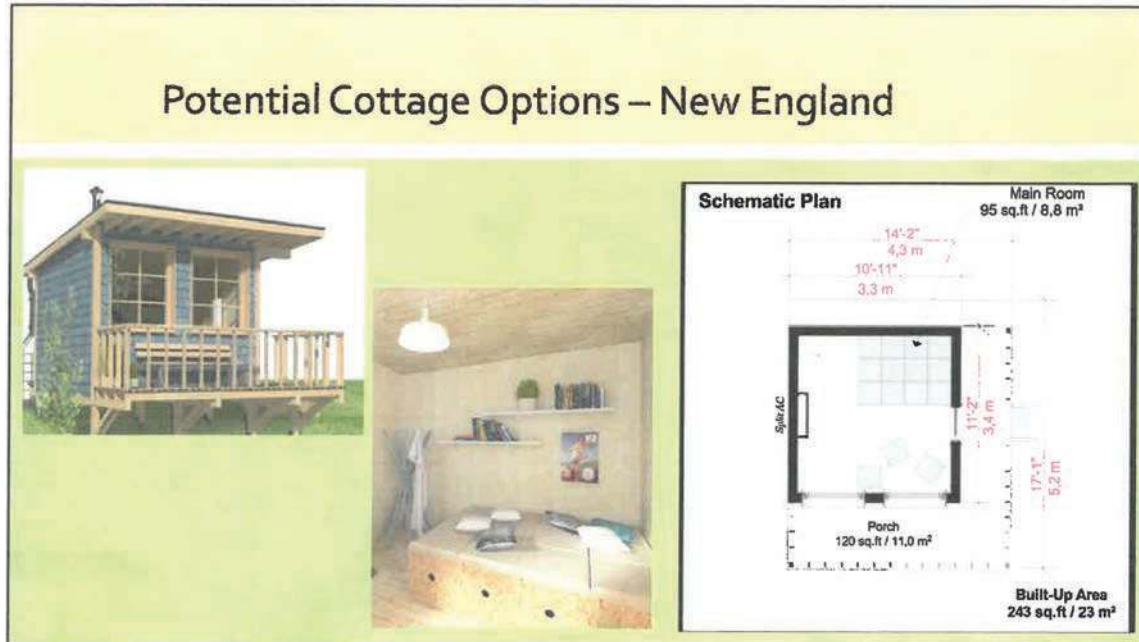 Potential Cottage Options – New England
Schematic Plan
Main Room
95 sq.ft / 8,8 m²
14'-2"
4,3 m
10'-11"
3,3 m
Split AC
11'-2"
3,4 m
17'-1"
5,2 m
Porch
120 sq.ft / 11,0 m²
Built-Up Area
243 sq.ft / 23 m²